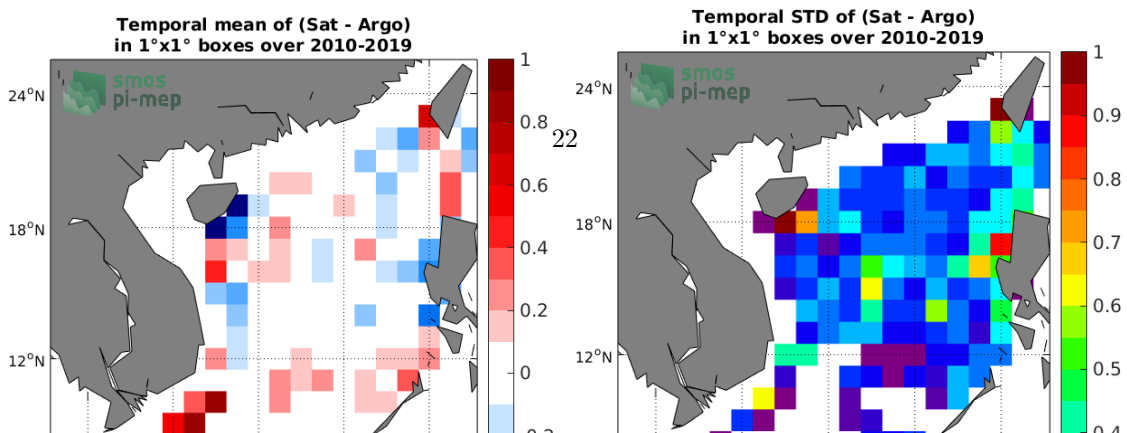 Temporal mean of (Sat - Argo)
in 1°x1° boxes over 2010-2019
smos
pi-mep
24°N
18°N
12°N
1
0.8
0.6
0.4
0.2
0
-0.2
22
Temporal STD of (Sat - Argo)
in 1°x1° boxes over 2010-2019
smos
pi-mep
24°N
18°N
12°N
1
0.9
0.8
0.7
0.6
0.5
0.4